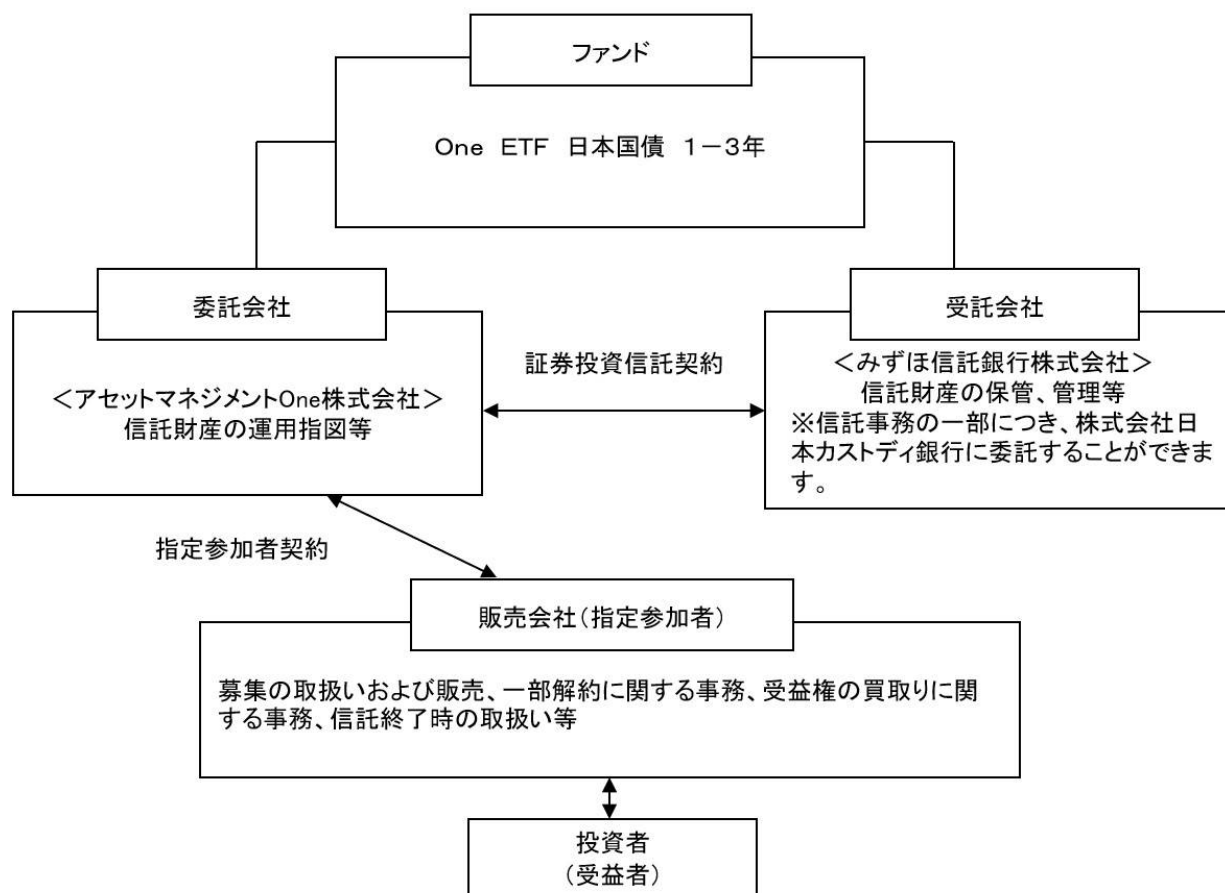 ファンド
One ETF 日本国債 1－3年
委託会社
<アセットマネジメントOne株式会社>
信託財産の運用指図等
証券投資信託契約
受託会社
<みずほ信託銀行株式会社>
信託財産の保管、管理等
※信託事務の一部につき、株式会社日
本カストディ銀行に委託することができま
す。
指定参加者契約
販売会社(指定参加者)
募集の取扱いおよび販売、一部解約に関する事務、受益権の買取りに関
する事務、信託終了時の取扱い等
投資者
(受益者)